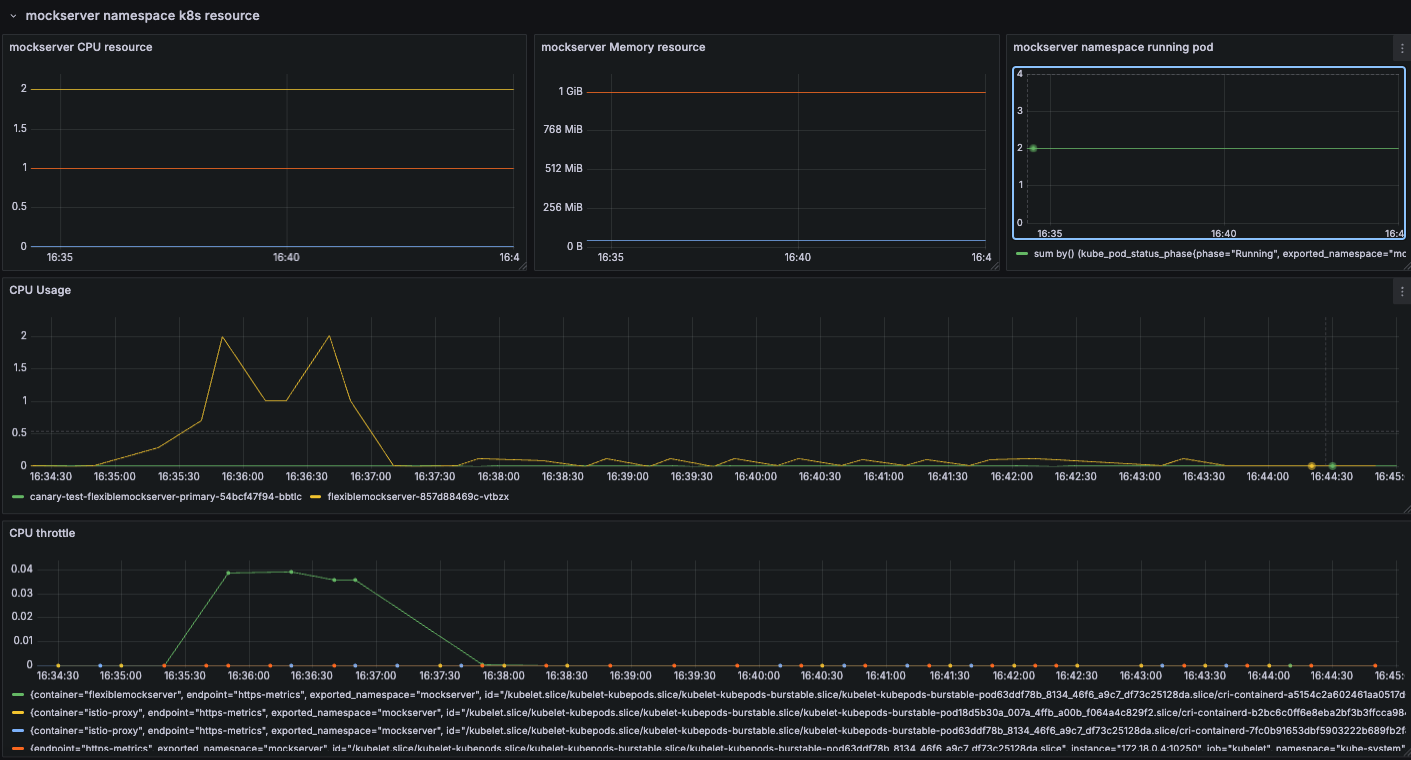 mockserver namespace k8s resource
mockserver CPU resource
2
1.5
1
0.5
0
16:35 16:40 16:4
mockserver Memory resource
1 GiB
768 MiB
512 MiB
256 MiB
0 B
16:35 16:40 16:4
mockserver namespace running pod
4
3
2
1
0
16:35 16:40 16:4
sum by() (kube_pod_status_phase{phase="Running", exported_namespace="mc
CPU Usage
2
1.5
1
0.5
0
16:34:30 16:35:00 16:35:30 16:36:00 16:36:30 16:37:00 16:37:30 16:38:00 16:38:30 16:39:00 16:39:30 16:40:00 16:40:30 16:41:00 16:41:30 16:42:00 16:42:30 16:43:00 16:43:30 16:44:00 16:44:30 16:45:
canary-test-flexiblemockserver-primary-54bcf47f94-bbtlc flexiblemockserver-857d88469c-vtbzx
CPU throttle
0.04
0.03
0.02
0.01
0
16:34:30 16:35:00 16:35:30 16:36:00 16:36:30 16:37:00 16:37:30 16:38:00 16:38:30 16:39:00 16:39:30 16:40:00 16:40:30 16:41:00 16:41:30 16:42:00 16:42:30 16:43:00 16:43:30 16:44:00 16:44:30 16:45:
{container="flexiblemockserver", endpoint="https-metrics", exported_namespace="mockserver", id="/kubelet.slice/kubelet-kubepods.slice/kubelet-kubepods-burstable.slice/kubelet-kubepods-burstable-pod63ddf78b_8134_46f6_a9c7_df73c25128da.slice/cri-containerd-a5154c2a602461aa0517d
{container="istio-proxy", endpoint="https-metrics", exported_namespace="mockserver", id="/kubelet.slice/kubelet-kubepods.slice/kubelet-kubepods-burstable.slice/kubelet-kubepods-burstable-pod18d5b30a_007a_4ffb_a00b_f064a4c829f2.slice/cri-containerd-b2bc6c0ff6e8eba2bf3b3ffcca98
{container="istio-proxy", endpoint="https-metrics", exported_namespace="mockserver", id="/kubelet.slice/kubelet-kubepods.slice/kubelet-kubepods-burstable.slice/kubelet-kubepods-burstable-pod63ddf78b_8134_46f6_a9c7_df73c25128da.slice/cri-containerd-7fc0b91653dbf5903222b689fb2f
{endpoint="https-metrics", exported_namespace="mockserver", id="/kubelet.slice/kubelet-kubepods.slice/kubelet-kubepods-burstable.slice/kubelet-kubepods-burstable-pod63ddf78b_8134_46f6_a9c7_df73c25128da.slice", instance="172.18.0.4:10250", job="kubelet", namespace="kube-system"